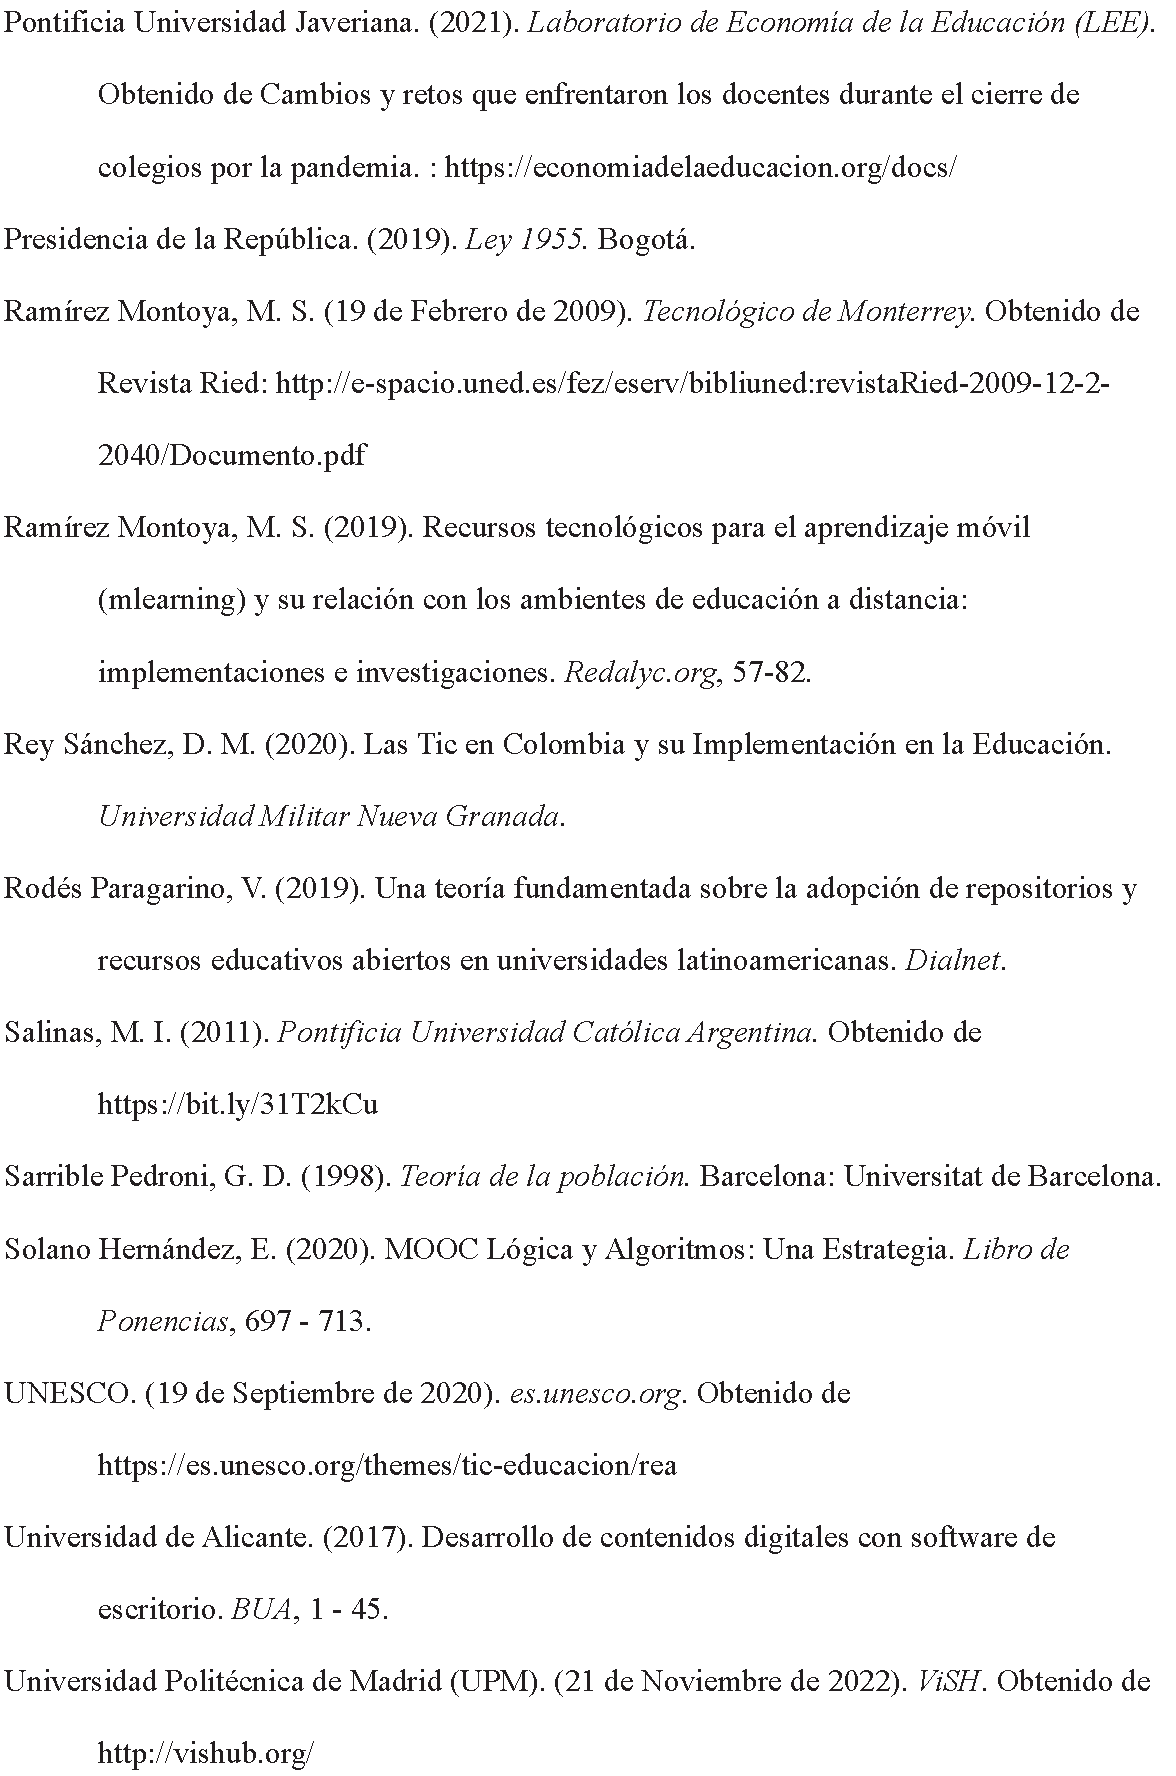 Pontificia Universidad Javeriana. (2021). Laboratorio de Economía de la Educación (LEE).
Obtenido de Cambios y retos que enfrentaron los docentes durante el cierre de
colegios por la pandemia. : https://economiadelaeducacion.org/docs/
Presidencia de la República. (2019). Ley 1955. Bogotá.
Ramírez Montoya, M. S. (19 de Febrero de 2009). Tecnológico de Monterrey. Obtenido de
Revista Ried: http://e-spacio.uned.es/fez/eserv/bibliuned:revistaRied-2009-12-2-
2040/Documento.pdf
Ramírez Montoya, M. S. (2019). Recursos tecnológicos para el aprendizaje móvil
(mlearning) y su relación con los ambientes de educación a distancia:
implementaciones e investigaciones. Redalyc.org, 57-82.
Rey Sánchez, D. M. (2020). Las Tic en Colombia y su Implementación en la Educación.
Universidad Militar Nueva Granada.
Rodés Paragarino, V. (2019). Una teoría fundamentada sobre la adopción de repositorios y
recursos educativos abiertos en universidades latinoamericanas. Dialnet.
Salinas, M. I. (2011). Pontificia Universidad Católica Argentina. Obtenido de
https://bit.ly/31T2kCu
Sarrible Pedroni, G. D. (1998). Teoría de la población. Barcelona: Universitat de Barcelona.
Solano Hernández, E. (2020). MOOC Lógica y Algoritmos: Una Estrategia. Libro de
Ponencias, 697 - 713.
UNESCO. (19 de Septiembre de 2020). es.unesco.org. Obtenido de
https://es.unesco.org/themes/tic-educacion/rea
Universidad de Alicante. (2017). Desarrollo de contenidos digitales con software de
escritorio. BUA, 1 - 45.
Universidad Politécnica de Madrid (UPM). (21 de Noviembre de 2022). ViSH. Obtenido de
http://vishub.org/